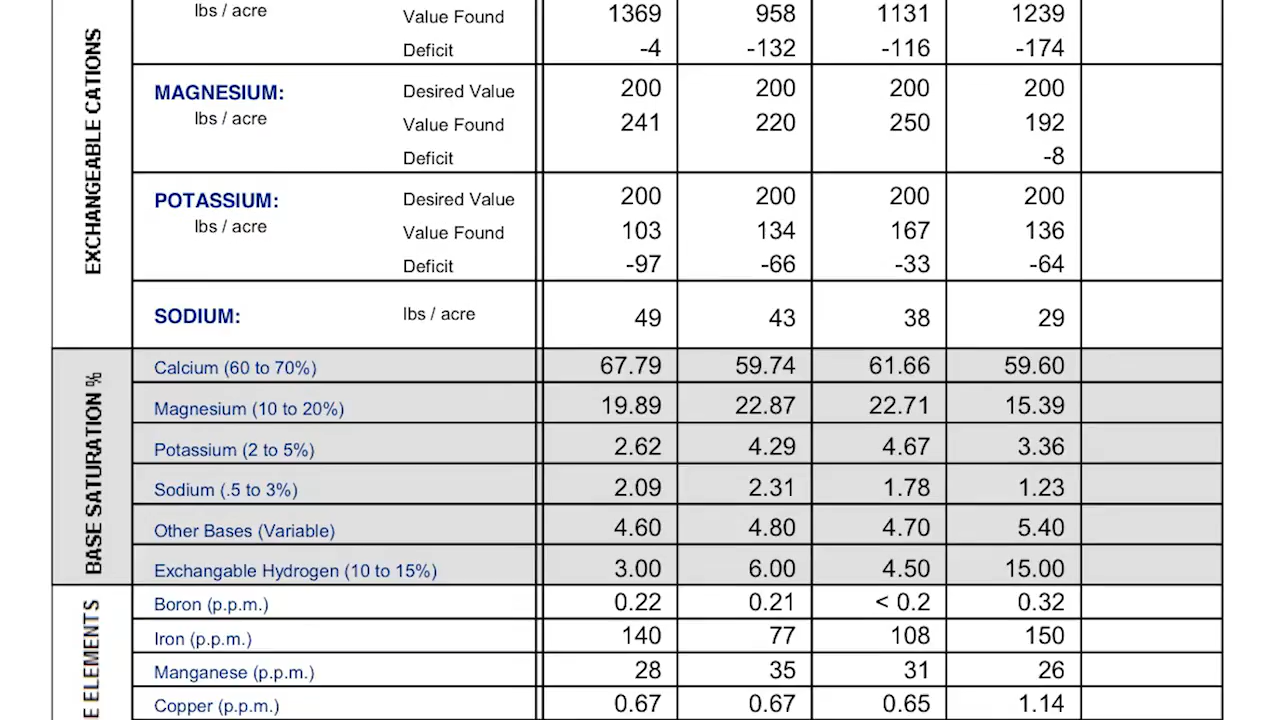 lbs / acre Value Found 1369 958 1131 1239
Deficit -4 -132 -116 -174
MAGNESIUM: Desired Value 200 200 200 200
lbs / acre Value Found 241 220 250 192
Deficit -8
POTASSIUM: Desired Value 200 200 200 200
lbs / acre Value Found 103 134 167 136
Deficit -97 -66 -33 -64
SODIUM: lbs / acre 49 43 38 29
EXCHANGEABLE CATIONS
Calcium (60 to 70%) 67.79 59.74 61.66 59.60
Magnesium (10 to 20%) 19.89 22.87 22.71 15.39
Potassium (2 to 5%) 2.62 4.29 4.67 3.36
Sodium (.5 to 3%) 2.09 2.31 1.78 1.23
Other Bases (Variable) 4.60 4.80 4.70 5.40
Exchangable Hydrogen (10 to 15%) 3.00 6.00 4.50 15.00
BASE SATURATION %
Boron (p.p.m.) 0.22 0.21 < 0.2 0.32
Iron (p.p.m.) 140 77 108 150
Manganese (p.p.m.) 28 35 31 26
Copper (p.p.m.) 0.67 0.67 0.65 1.14
E ELEMENTS